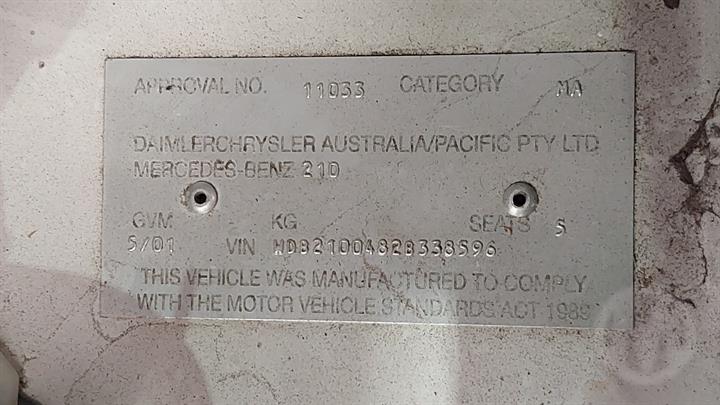 APPROVAL NO. 11033 CATEGORY MA
DAIMLERCHRYSLER AUSTRALIA/PACIFIC PTY LTD
MERCEDES-BENZ 210
GVM - KG SEATS 5
5/01 VIN WDB2100482B338596
THIS VEHICLE WAS MANUFACTURED TO COMPLY
WITH THE MOTOR VEHICLE STANDARDS ACT 1989